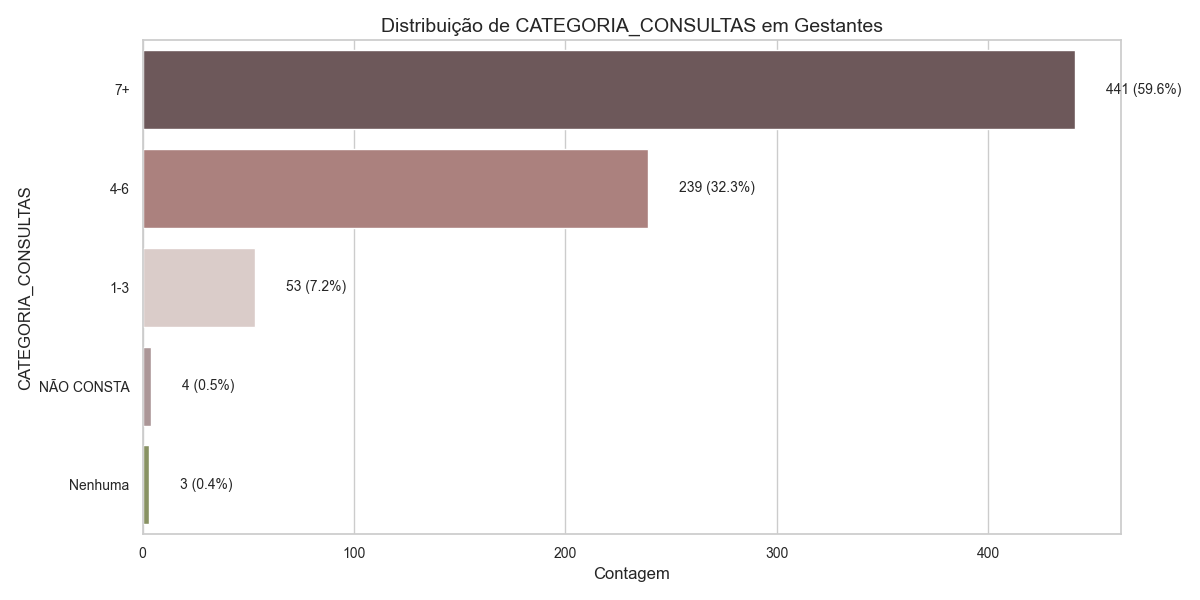 Distribuição de CATEGORIA_CONSULTAS em Gestantes
CATEGORIA_CONSULTAS
7+
441 (59.6%)
4-6
239 (32.3%)
1-3
53 (7.2%)
NÃO CONSTA
4 (0.5%)
Nenhuma
3 (0.4%)
0
100
200
300
400
Contagem